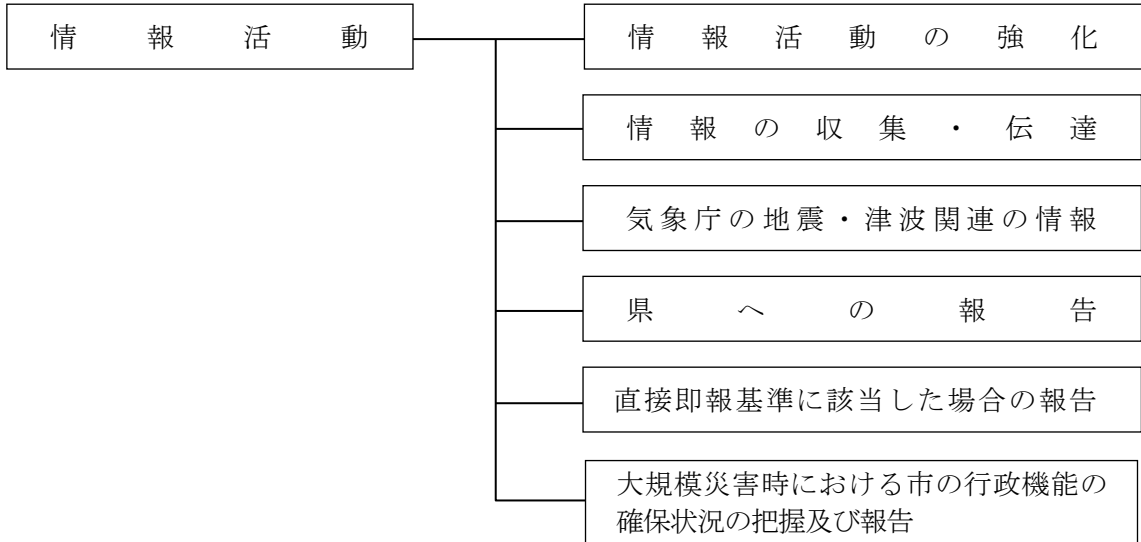 情報活動
情報活動の強化
情報の収集・伝達
気象庁の地震・津波関連の情報
県への報告
直接即報基準に該当した場合の報告
大規模災害時における市の行政機能の
確保状況の把握及び報告